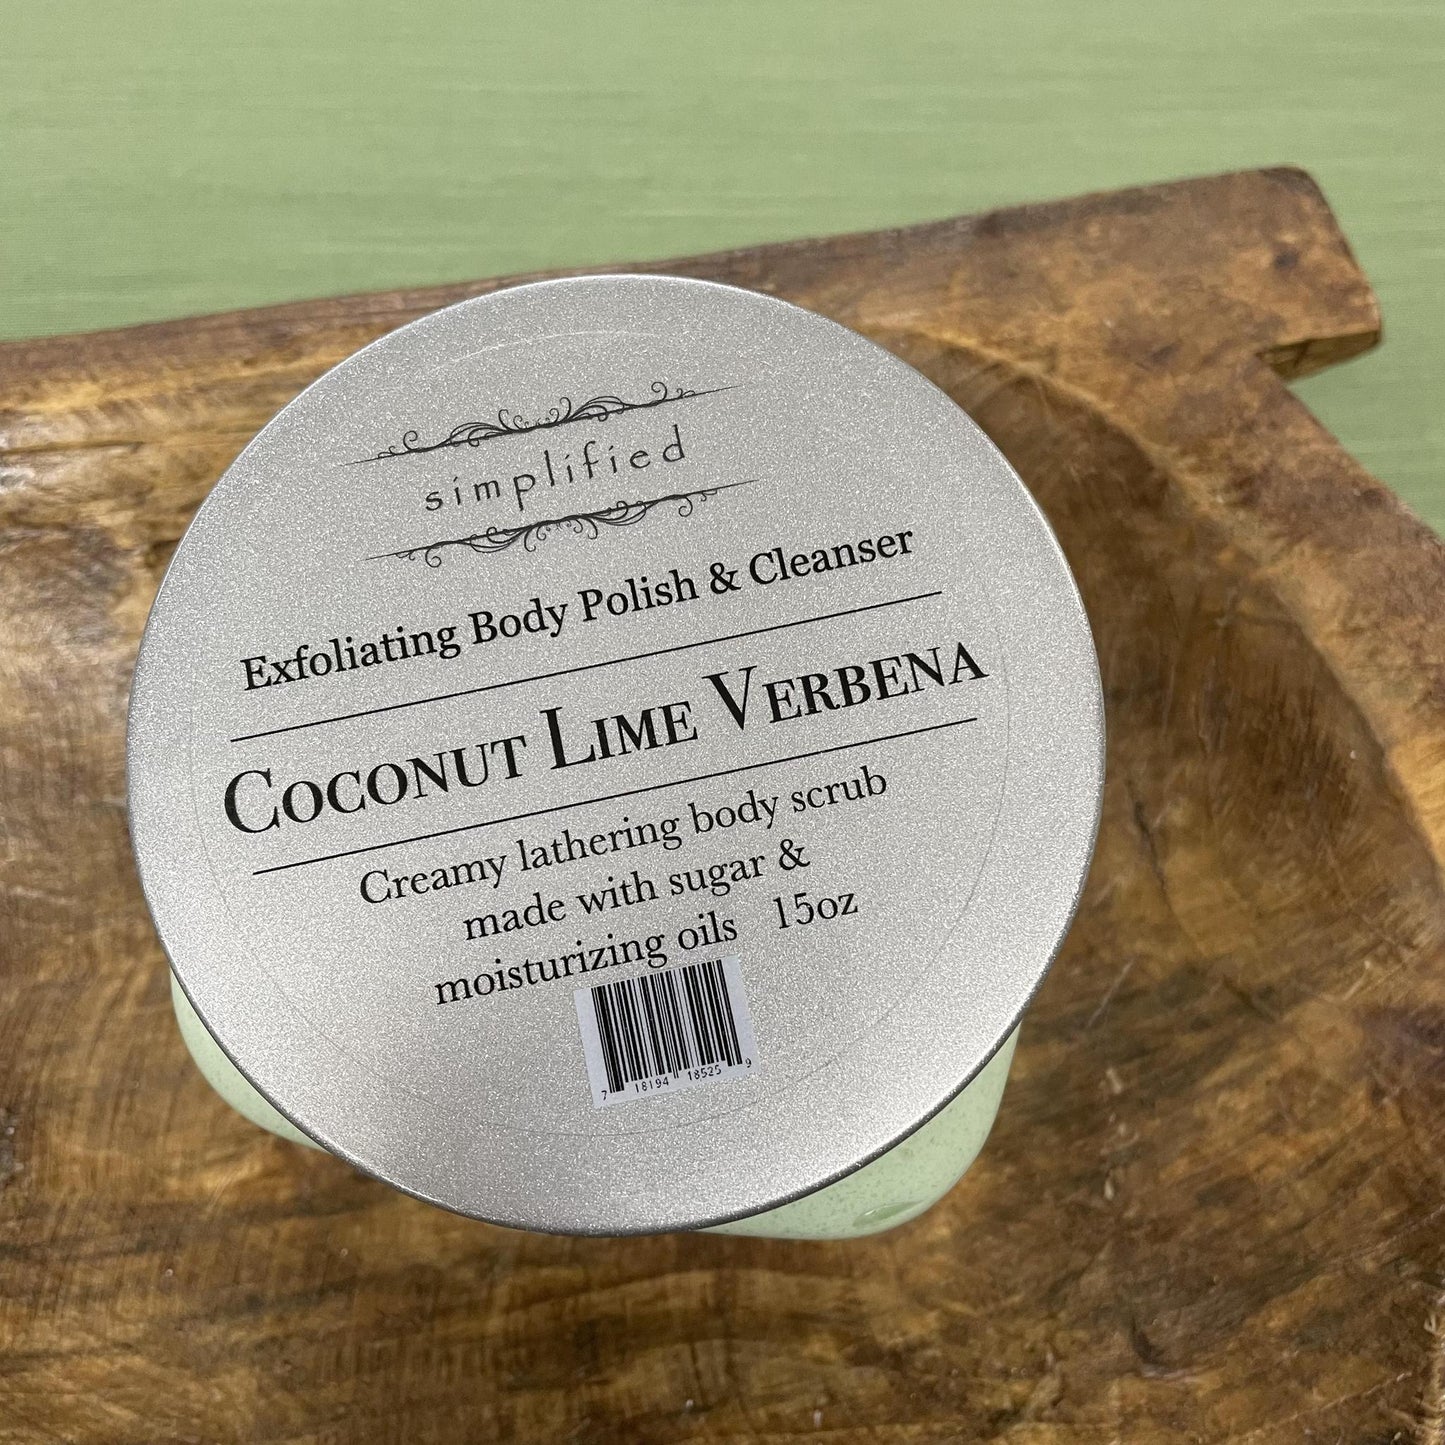 simplified
Exfoliating Body Polish & Cleanser
COCONUT LIME VERBENA
Creamy lathering body scrub
made with sugar &
moisturizing oils 15oz
7 18194 18525 9